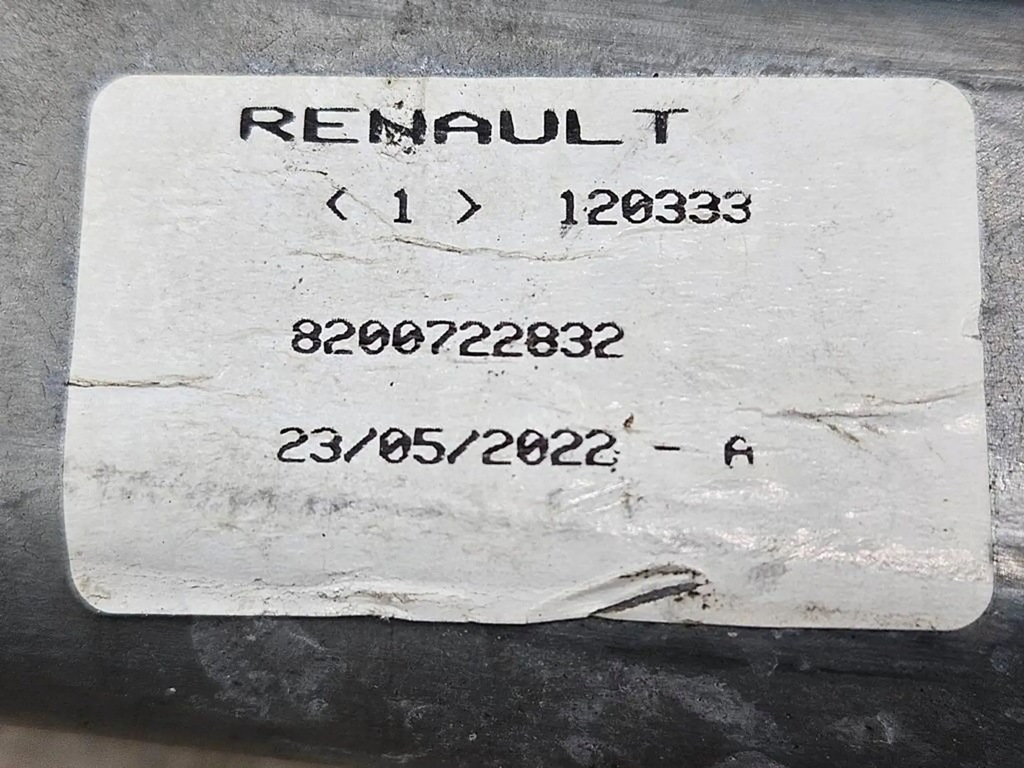 RENAULT
< 1 > 120333
8200722832
23/05/2022 - A